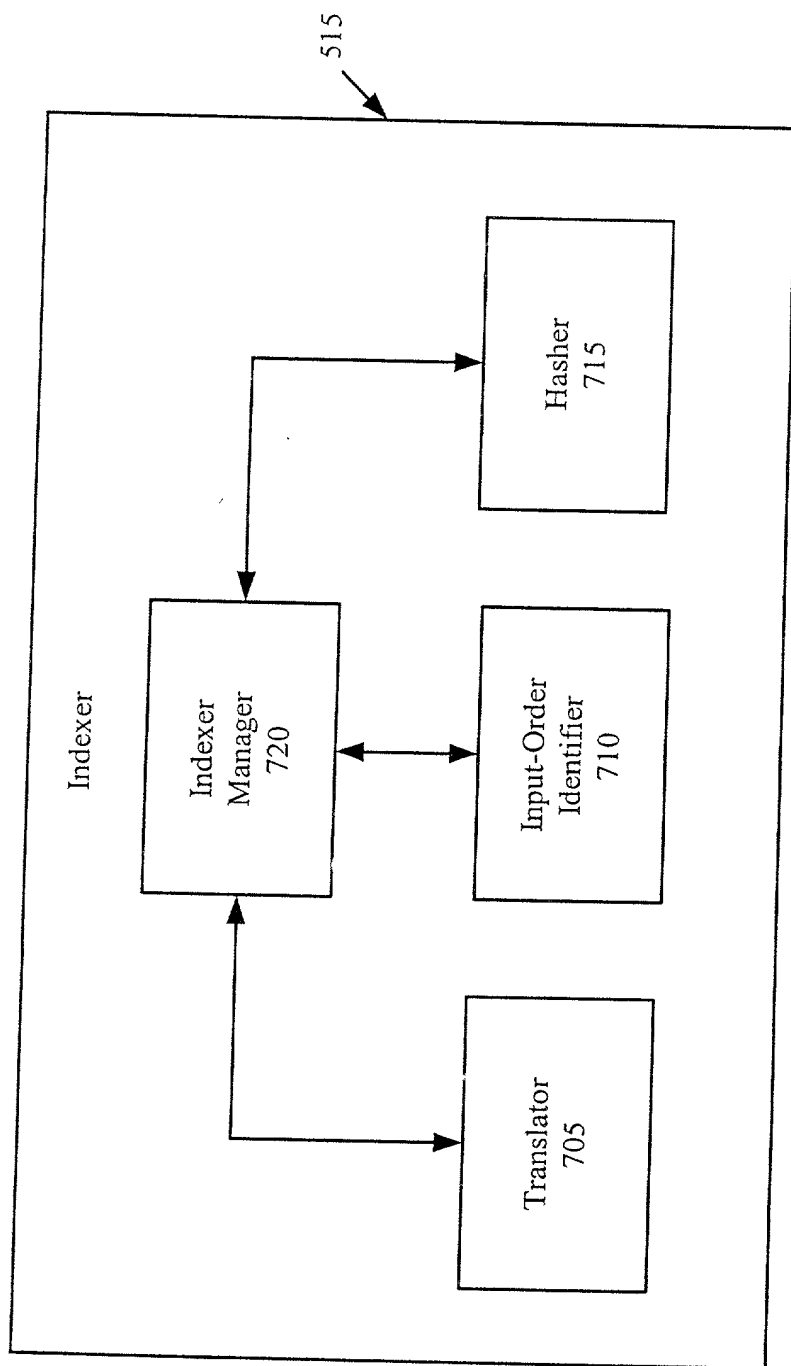 515
Indexer
Indexer
Manager
720
Translator
705
Input-Order
Identifier
710
Hasher
715